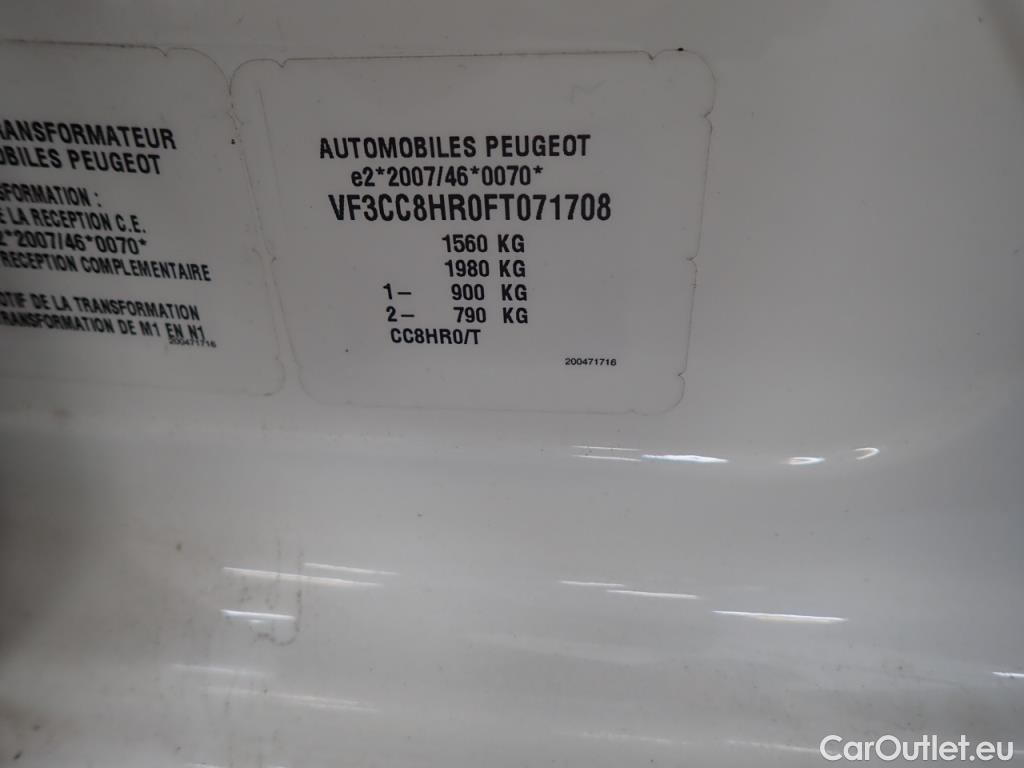 RANSFORMATEUR
OBILES PEUGEOT
SFORMATION :
LA RECEPTION C.E.
2*2007/46*0070*
RECEPTION COMPLEMENTAIRE
OTIF DE LA TRANSFORMATION
RANSFORMATION DE M1 EN N1
200471716
AUTOMOBILES PEUGEOT
e2*2007/46*0070*
VF3CC8HR0FT071708
1560 KG
1980 KG
1- 900 KG
2- 790 KG
CC8HR0/T
200471716
CarOutlet.eu